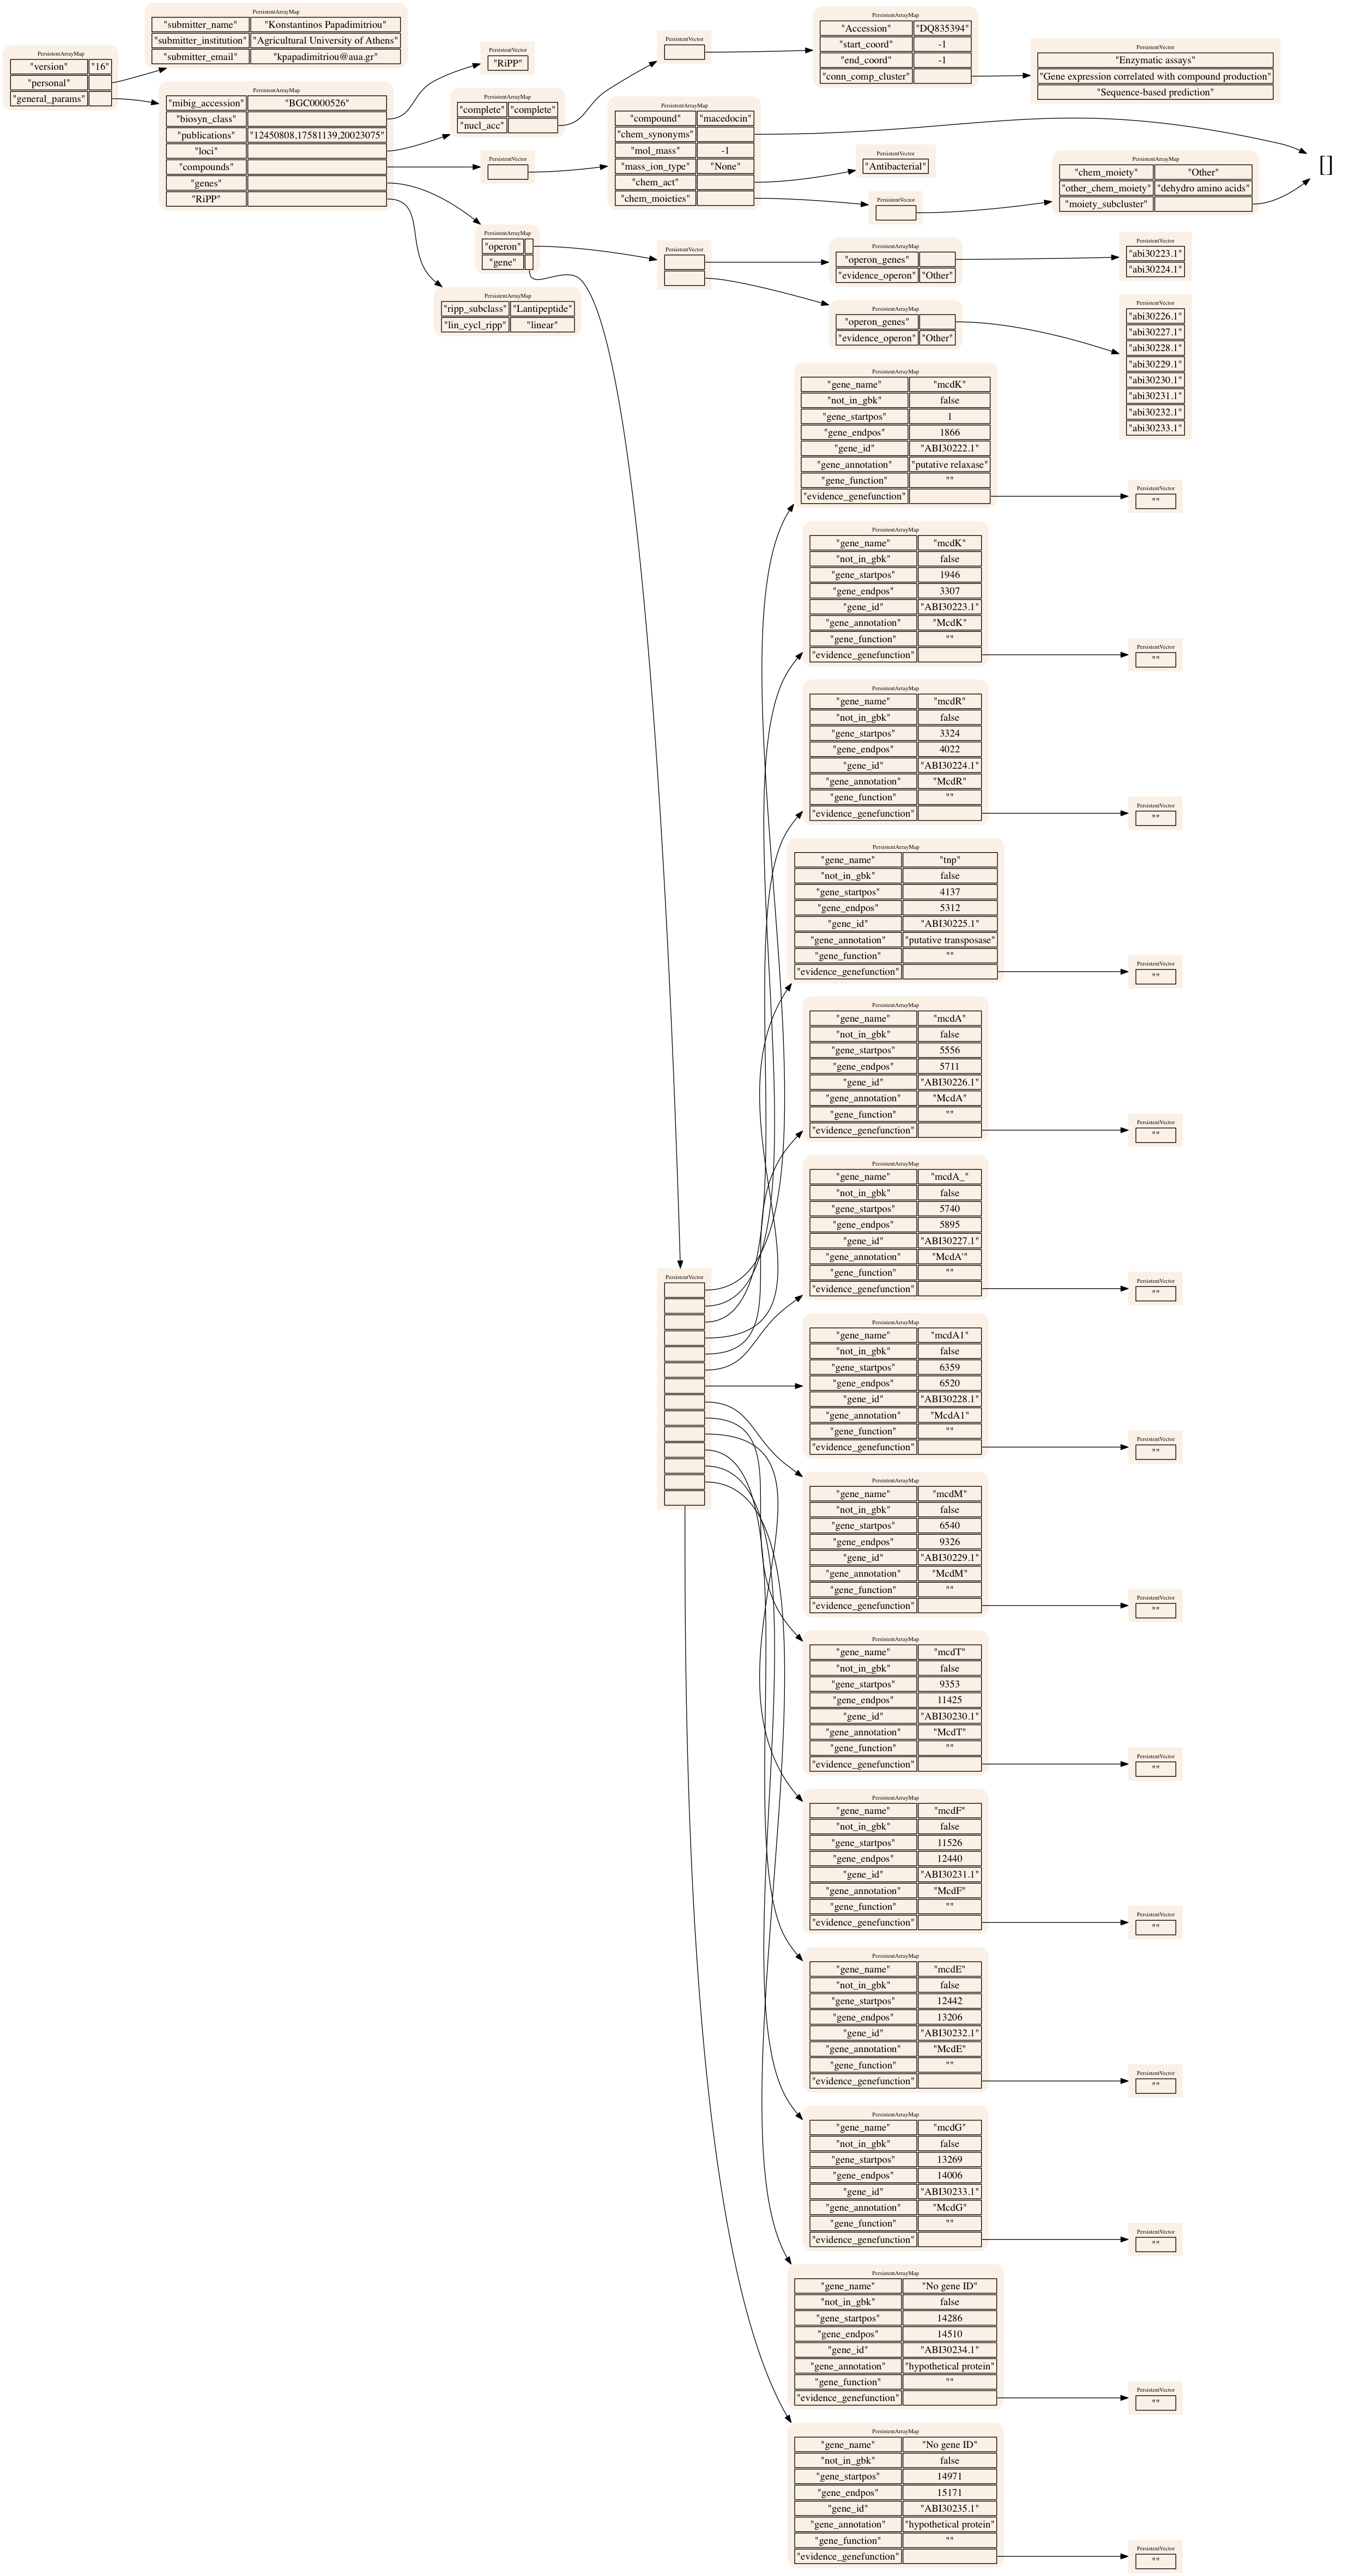 PersistentArrayMap
"version" "16"
"personal"
"general_params"
PersistentArrayMap
"submitter_name" "Konstantinos Papadimitriou"
"submitter_institution" "Agricultural University of Athens"
"submitter_email" "kpapadimitriou@aua.gr"
PersistentArrayMap
"mibig_accession" "BGC0000526"
"biosyn_class"
"publications" "12450808,17581139,20023075"
"loci"
"compounds"
"genes"
"RiPP"
PersistentVector
"RiPP"
PersistentArrayMap
"complete" "complete"
"nucl_acc"
PersistentVector
PersistentVector
PersistentArrayMap
"Accession" "DQ835394"
"start_coord" -1
"end_coord" -1
"conn_comp_cluster"
PersistentVector
"Enzymatic assays"
"Gene expression correlated with compound production"
"Sequence-based prediction"
PersistentArrayMap
"compound" "macedocin"
"chem_synonyms"
"mol_mass" -1
"mass_ion_type" "None"
"chem_act"
"chem_moieties"
PersistentVector
"Antibacterial"
PersistentVector
PersistentArrayMap
"chem_moiety" "Other"
"other_chem_moiety" "dehydro amino acids"
"moiety_subcluster"
[]
PersistentArrayMap
"operon"
"gene"
PersistentArrayMap
"ripp_subclass" "Lantipeptide"
"lin_cycl_ripp" "linear"
PersistentVector
PersistentArrayMap
"operon_genes"
"evidence_operon" "Other"
PersistentVector
"abi30223.1"
"abi30224.1"
PersistentArrayMap
"operon_genes"
"evidence_operon" "Other"
PersistentVector
"abi30226.1"
"abi30227.1"
"abi30228.1"
"abi30229.1"
"abi30230.1"
"abi30231.1"
"abi30232.1"
"abi30233.1"
PersistentArrayMap
"gene_name" "mcdK"
"not_in_gbk" false
"gene_startpos" 1
"gene_endpos" 1866
"gene_id" "ABI30222.1"
"gene_annotation" "putative relaxase"
"gene_function" ""
"evidence_genefunction"
PersistentVector
""
PersistentArrayMap
"gene_name" "mcdK"
"not_in_gbk" false
"gene_startpos" 1946
"gene_endpos" 3307
"gene_id" "ABI30223.1"
"gene_annotation" "McdK"
"gene_function" ""
"evidence_genefunction"
PersistentVector
""
PersistentArrayMap
"gene_name" "mcdR"
"not_in_gbk" false
"gene_startpos" 3324
"gene_endpos" 4022
"gene_id" "ABI30224.1"
"gene_annotation" "McdR"
"gene_function" ""
"evidence_genefunction"
PersistentVector
""
PersistentArrayMap
"gene_name" "tnp"
"not_in_gbk" false
"gene_startpos" 4137
"gene_endpos" 5312
"gene_id" "ABI30225.1"
"gene_annotation" "putative transposase"
"gene_function" ""
"evidence_genefunction"
PersistentVector
""
PersistentArrayMap
"gene_name" "mcdA"
"not_in_gbk" false
"gene_startpos" 5556
"gene_endpos" 5711
"gene_id" "ABI30226.1"
"gene_annotation" "McdA"
"gene_function" ""
"evidence_genefunction"
PersistentVector
""
PersistentArrayMap
"gene_name" "mcdA_"
"not_in_gbk" false
"gene_startpos" 5740
"gene_endpos" 5895
"gene_id" "ABI30227.1"
"gene_annotation" "McdA'"
"gene_function" ""
"evidence_genefunction"
PersistentVector
""
PersistentVector
PersistentArrayMap
"gene_name" "mcdA1"
"not_in_gbk" false
"gene_startpos" 6359
"gene_endpos" 6520
"gene_id" "ABI30228.1"
"gene_annotation" "McdA1"
"gene_function" ""
"evidence_genefunction"
PersistentVector
""
PersistentArrayMap
"gene_name" "mcdM"
"not_in_gbk" false
"gene_startpos" 6540
"gene_endpos" 9326
"gene_id" "ABI30229.1"
"gene_annotation" "McdM"
"gene_function" ""
"evidence_genefunction"
PersistentVector
""
PersistentArrayMap
"gene_name" "mcdT"
"not_in_gbk" false
"gene_startpos" 9353
"gene_endpos" 11425
"gene_id" "ABI30230.1"
"gene_annotation" "McdT"
"gene_function" ""
"evidence_genefunction"
PersistentVector
""
PersistentArrayMap
"gene_name" "mcdF"
"not_in_gbk" false
"gene_startpos" 11526
"gene_endpos" 12440
"gene_id" "ABI30231.1"
"gene_annotation" "McdF"
"gene_function" ""
"evidence_genefunction"
PersistentVector
""
PersistentArrayMap
"gene_name" "mcdE"
"not_in_gbk" false
"gene_startpos" 12442
"gene_endpos" 13206
"gene_id" "ABI30232.1"
"gene_annotation" "McdE"
"gene_function" ""
"evidence_genefunction"
PersistentVector
""
PersistentArrayMap
"gene_name" "mcdG"
"not_in_gbk" false
"gene_startpos" 13269
"gene_endpos" 14006
"gene_id" "ABI30233.1"
"gene_annotation" "McdG"
"gene_function" ""
"evidence_genefunction"
PersistentVector
""
PersistentArrayMap
"gene_name" "No gene ID"
"not_in_gbk" false
"gene_startpos" 14286
"gene_endpos" 14510
"gene_id" "ABI30234.1"
"gene_annotation" "hypothetical protein"
"gene_function" ""
"evidence_genefunction"
PersistentVector
""
PersistentArrayMap
"gene_name" "No gene ID"
"not_in_gbk" false
"gene_startpos" 14971
"gene_endpos" 15171
"gene_id" "ABI30235.1"
"gene_annotation" "hypothetical protein"
"gene_function" ""
"evidence_genefunction"
PersistentVector
""